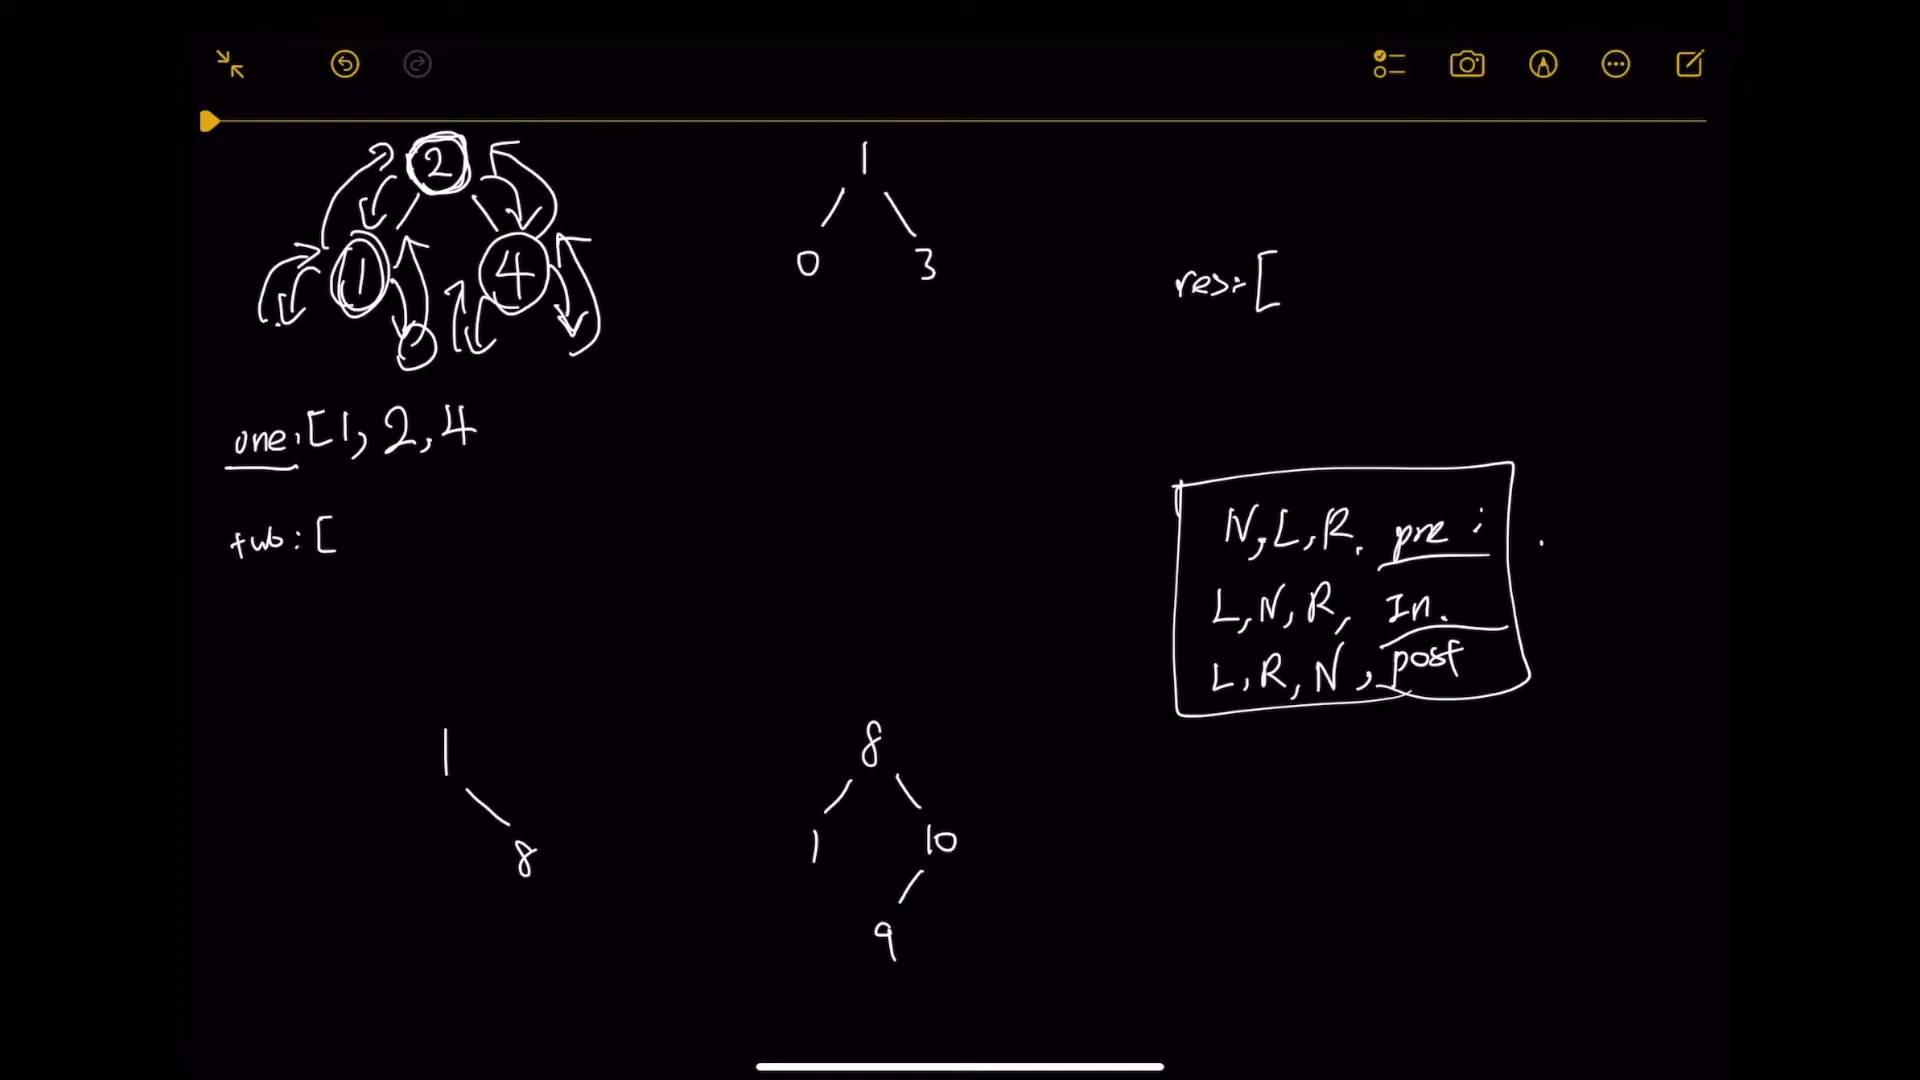 2
1 4
1
0 3
res: [
one: [1, 2, 4
two: [
N, L, R. pre
L, N, R, In.
L, R, N, post
1
8
8
1 10
9